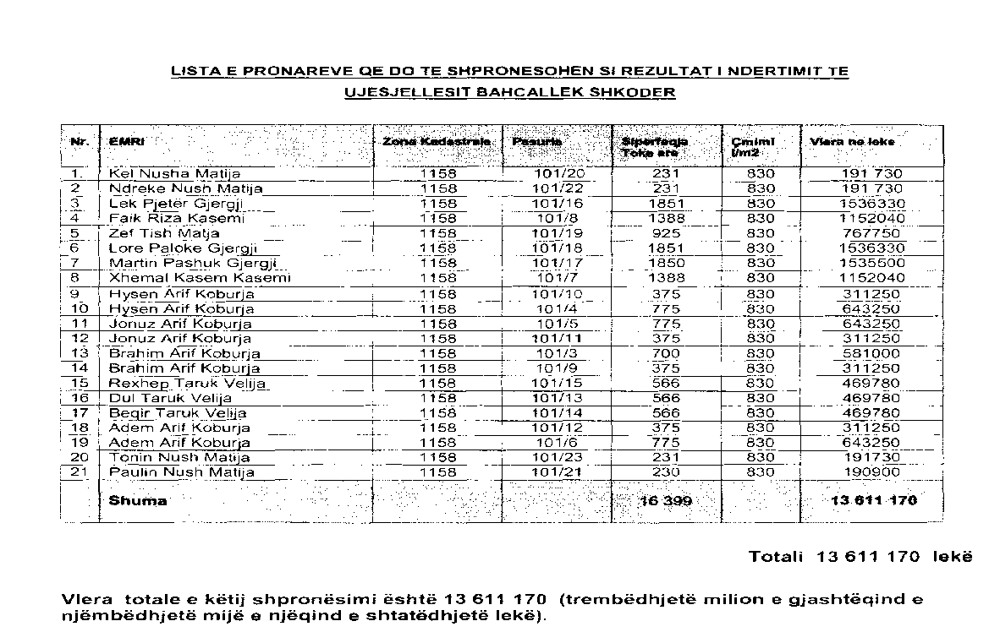 LISTA E PRONAREVE QE DO TE SHPRONESOHEN SI REZULTAT I NDERTIMIT TE
UJESJELLESIT BAHCALLEK SHKODER
Nr. EMRI Zona Kadastrale Pasuria Siperfaqja Toke are Çmimi l/m2 Vlera ne leke
1. Kel Nusha Matija 1158 101/20 231 830 191 730
2 Ndreke Nush Matija 1158 101/22 231 830 191 730
3 Lek Pjetër Gjergji 1158 101/16 1851 830 1536330
4 Faik Riza Kasemi 1158 101/8 1388 830 1152040
5 Zef Tish Matja 1158 101/19 925 830 767750
6 Lore Paloke Gjergji 1158 101/18 1851 830 1536330
7 Martin Pashuk Gjergji 1158 101/17 1850 830 1535500
8 Xhemal Kasem Kasemi 1158 101/7 1388 830 1152040
9 Hysen Arif Koburja 1158 101/10 375 830 311250
10 Hysen Arif Koburja 1158 101/4 775 830 643250
11 Jonuz Arif Koburja 1158 101/5 775 830 643250
12 Jonuz Arif Koburja 1158 101/11 375 830 311250
13 Brahim Arif Koburja 1158 101/3 700 830 581000
14 Brahim Arif Koburja 1158 101/9 375 830 311250
15 Rexhep Taruk Velija 1158 101/15 566 830 469780
16 Dul Taruk Velija 1158 101/13 566 830 469780
17 Beqir Taruk Velija 1158 101/14 566 830 469780
18 Adem Arif Koburja 1158 101/12 375 830 311250
19 Adem Arif Koburja 1158 101/6 775 830 643250
20 Tonin Nush Matija 1158 101/23 231 830 191730
21 Paulin Nush Matija 1158 101/21 230 830 190900
Shuma 16 399 13 611 170
Totali 13 611 170 lekë
Vlera totale e këtij shpronësimi është 13 611 170 (trembëdhjetë milion e gjashtëqind e
njëmbëdhjetë mijë e njëqind e shtatëdhjetë lekë).